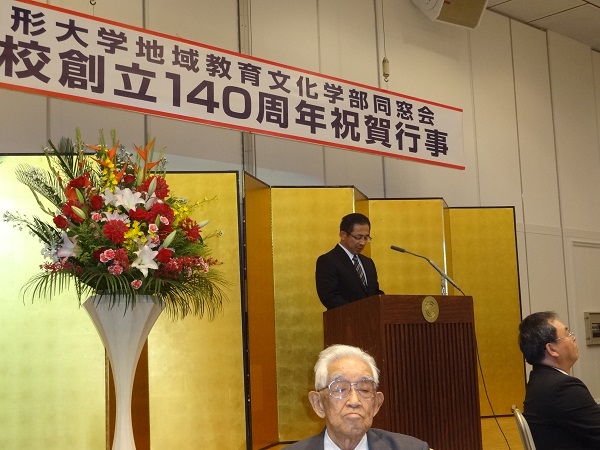 形大学地域教育文化学部同窓会
校創立140周年祝賀行事